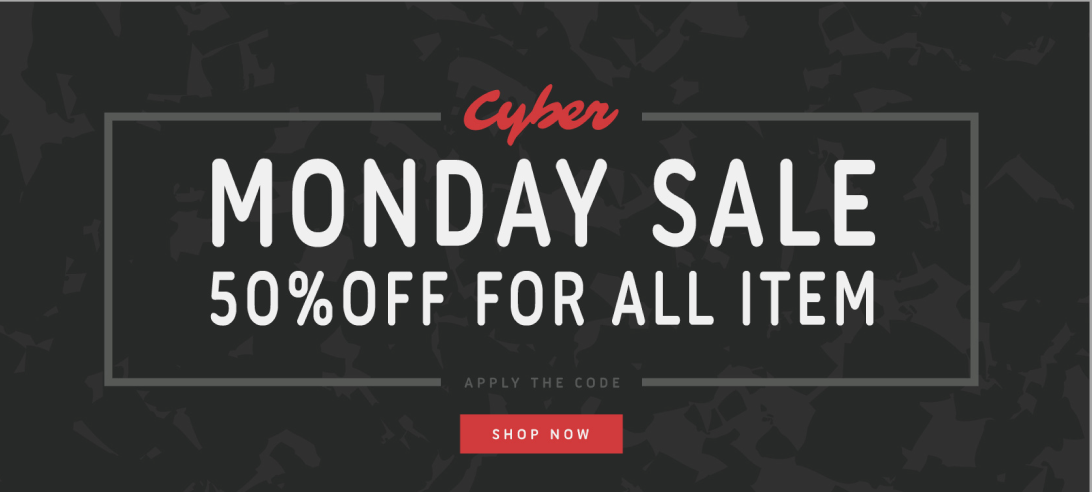 Cyber
MONDAY SALE
50%OFF FOR ALL ITEM
APPLY THE CODE
SHOP NOW